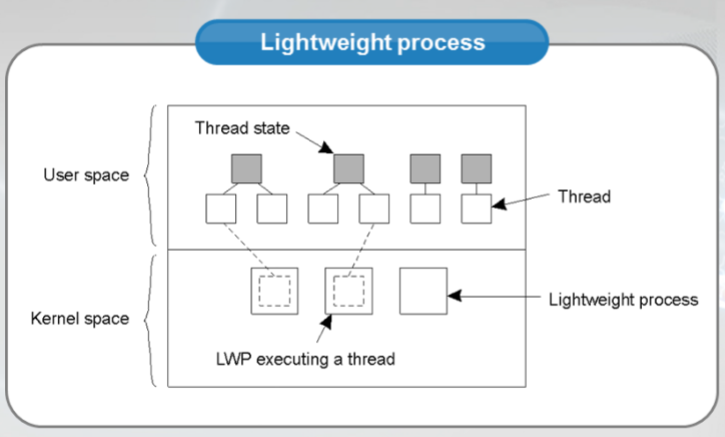 Lightweight process
Thread state
User space
Thread
Kernel space
Lightweight process
LWP executing a thread